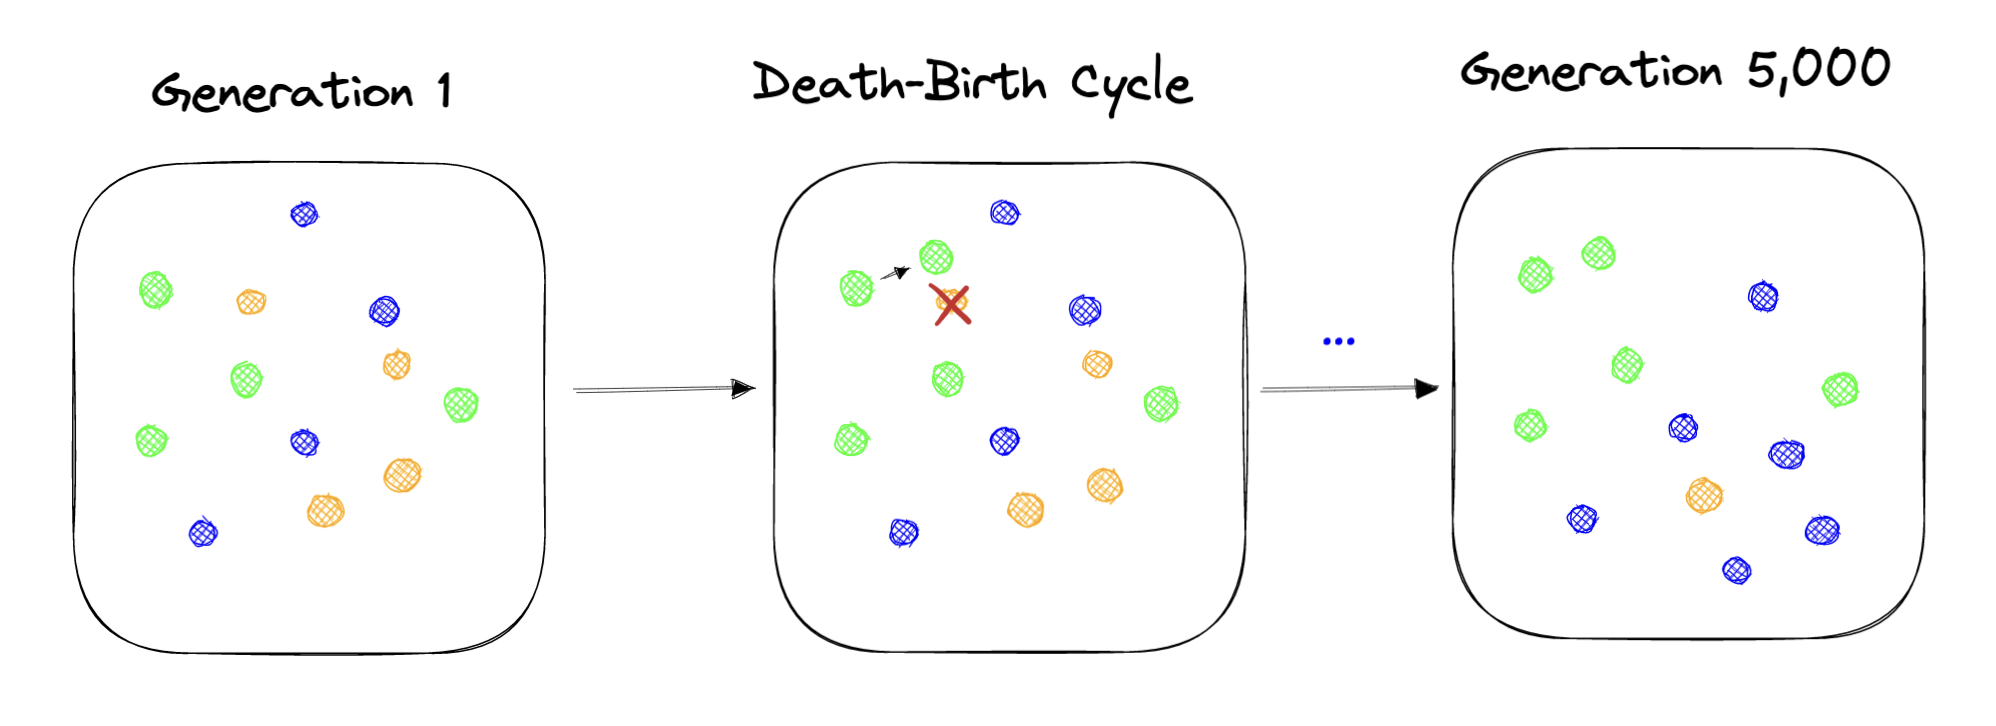 Generation 1
Death-Birth Cycle
Generation 5,000
...